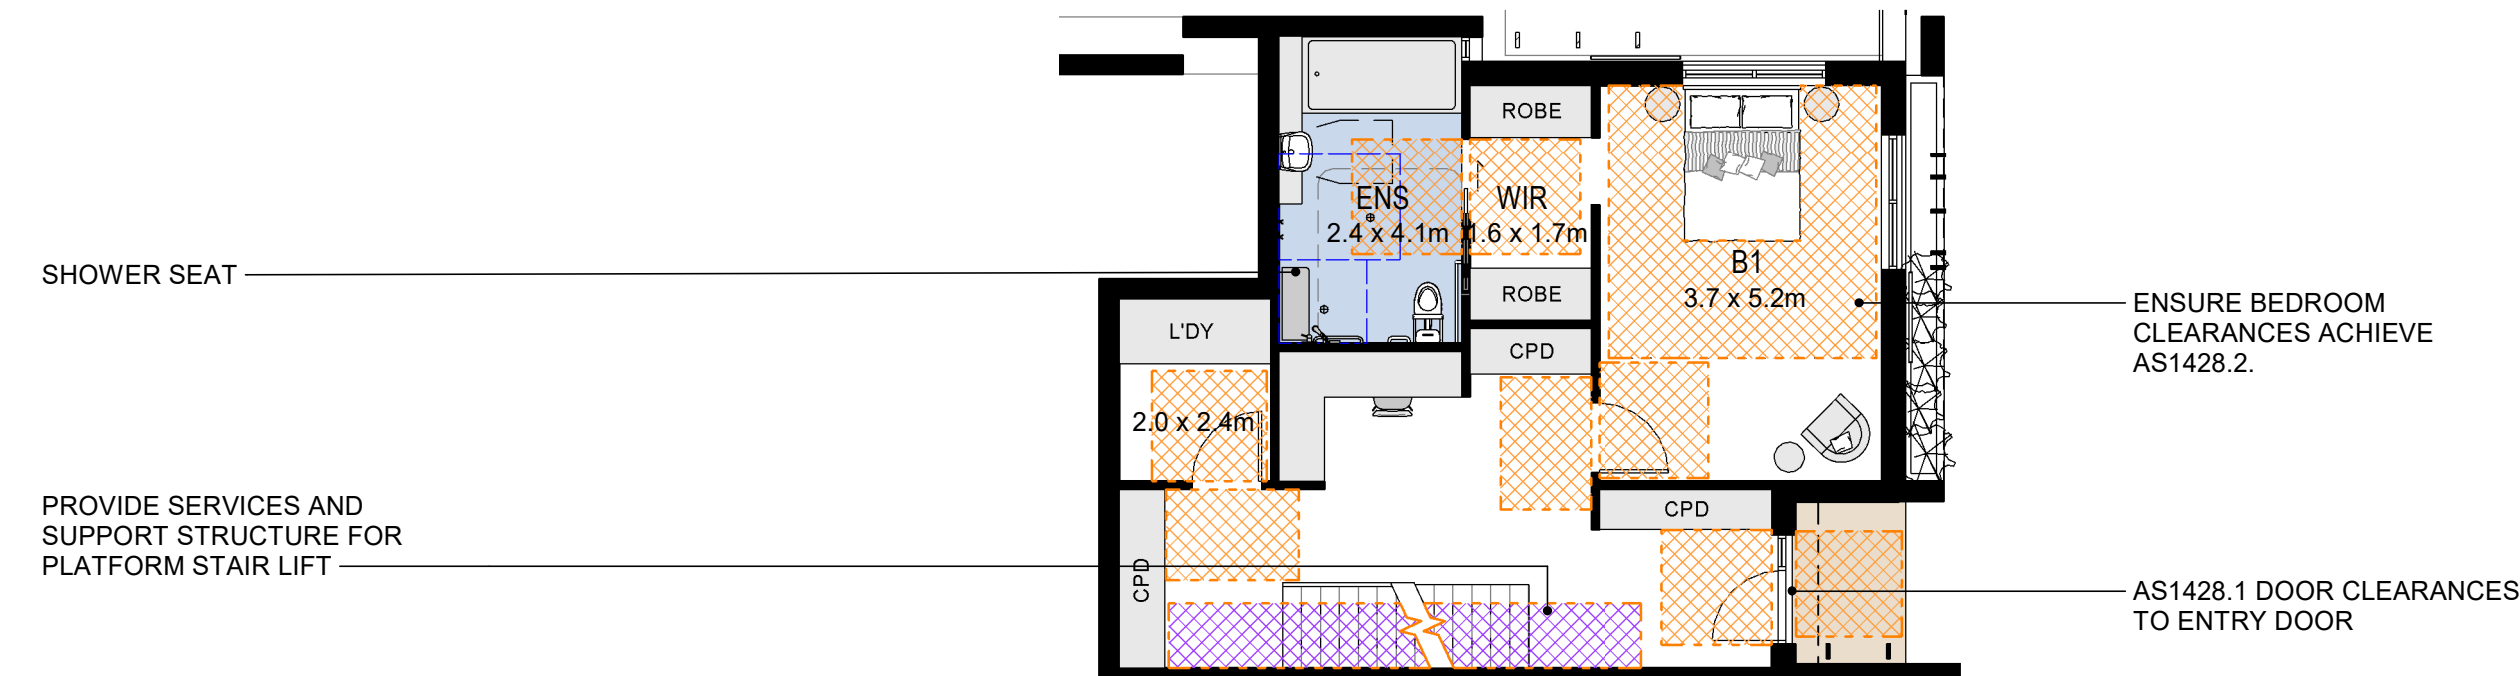 ROBE
ENS
2.4 x 4.1m
WIR
1.6 x 1.7m
B1
3.7 x 5.2m
SHOWER SEAT
ROBE
ENSURE BEDROOM
CLEARANCES ACHIEVE
AS1428.2.
L'DY
CPD
2.0 x 2.4m
PROVIDE SERVICES AND
SUPPORT STRUCTURE FOR
PLATFORM STAIR LIFT
CPD
CPD
AS1428.1 DOOR CLEARANCES
TO ENTRY DOOR